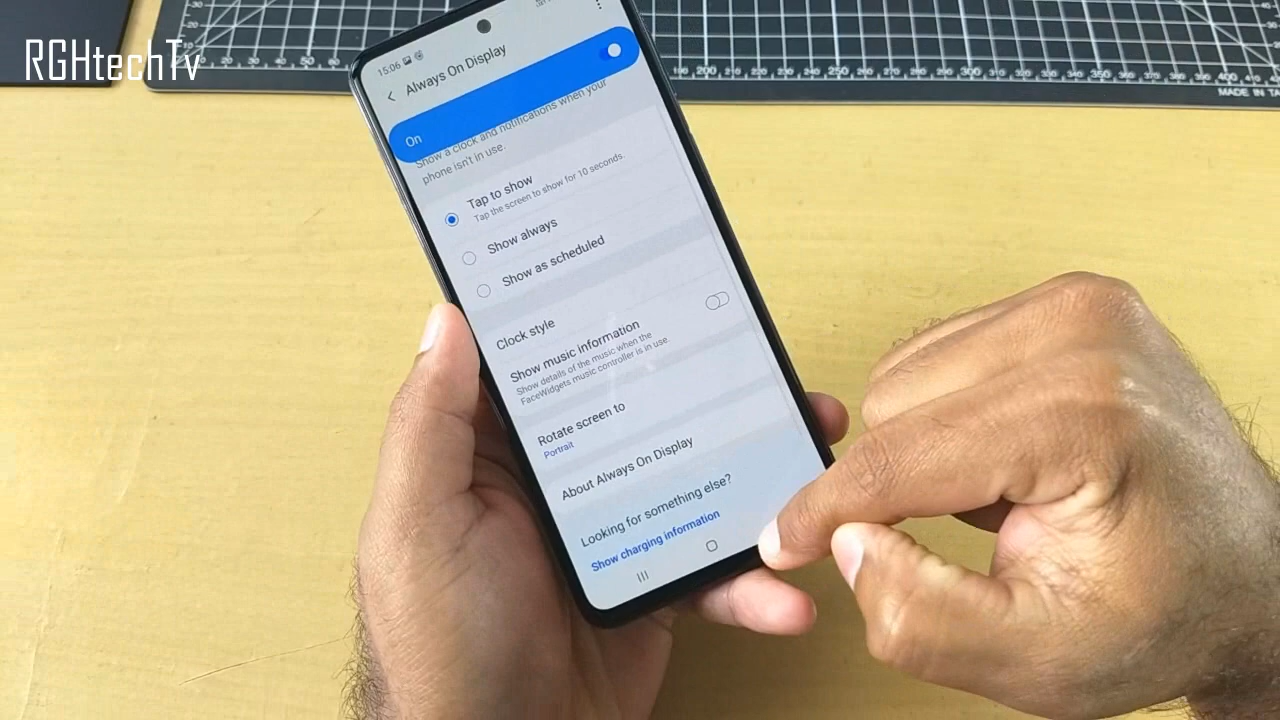 RGHtechTv
15:06
Always On Display
On
Show a clock and notifications when your
phone isn't in use.
Tap to show
Tap the screen to show for 10 seconds.
Show always
Show as scheduled
Clock style
Show music information
Show details of the music when the
FaceWidgets music controller is in use
Rotate screen to
Portrait
About Always On Display
Looking for something else?
Show charging information
MADE IN TA